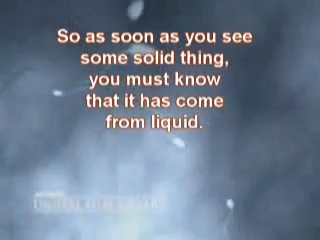 So as soon as you see
some solid thing,
you must know
that it has come
from liquid.